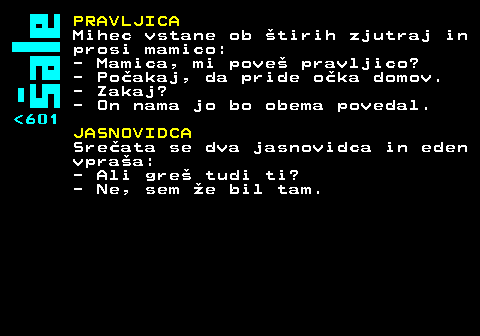 šale
<601
PRAVLJICA
Mihec vstane ob štirih zjutraj in
prosi mamico:
- Mamica, mi poveš pravljico?
- Počakaj, da pride očka domov.
- Zakaj?
- On nama jo bo obema povedal.
JASNOVIDCA
Srečata se dva jasnovidca in eden
vpraša:
- Ali greš tudi ti?
- Ne, sem že bil tam.